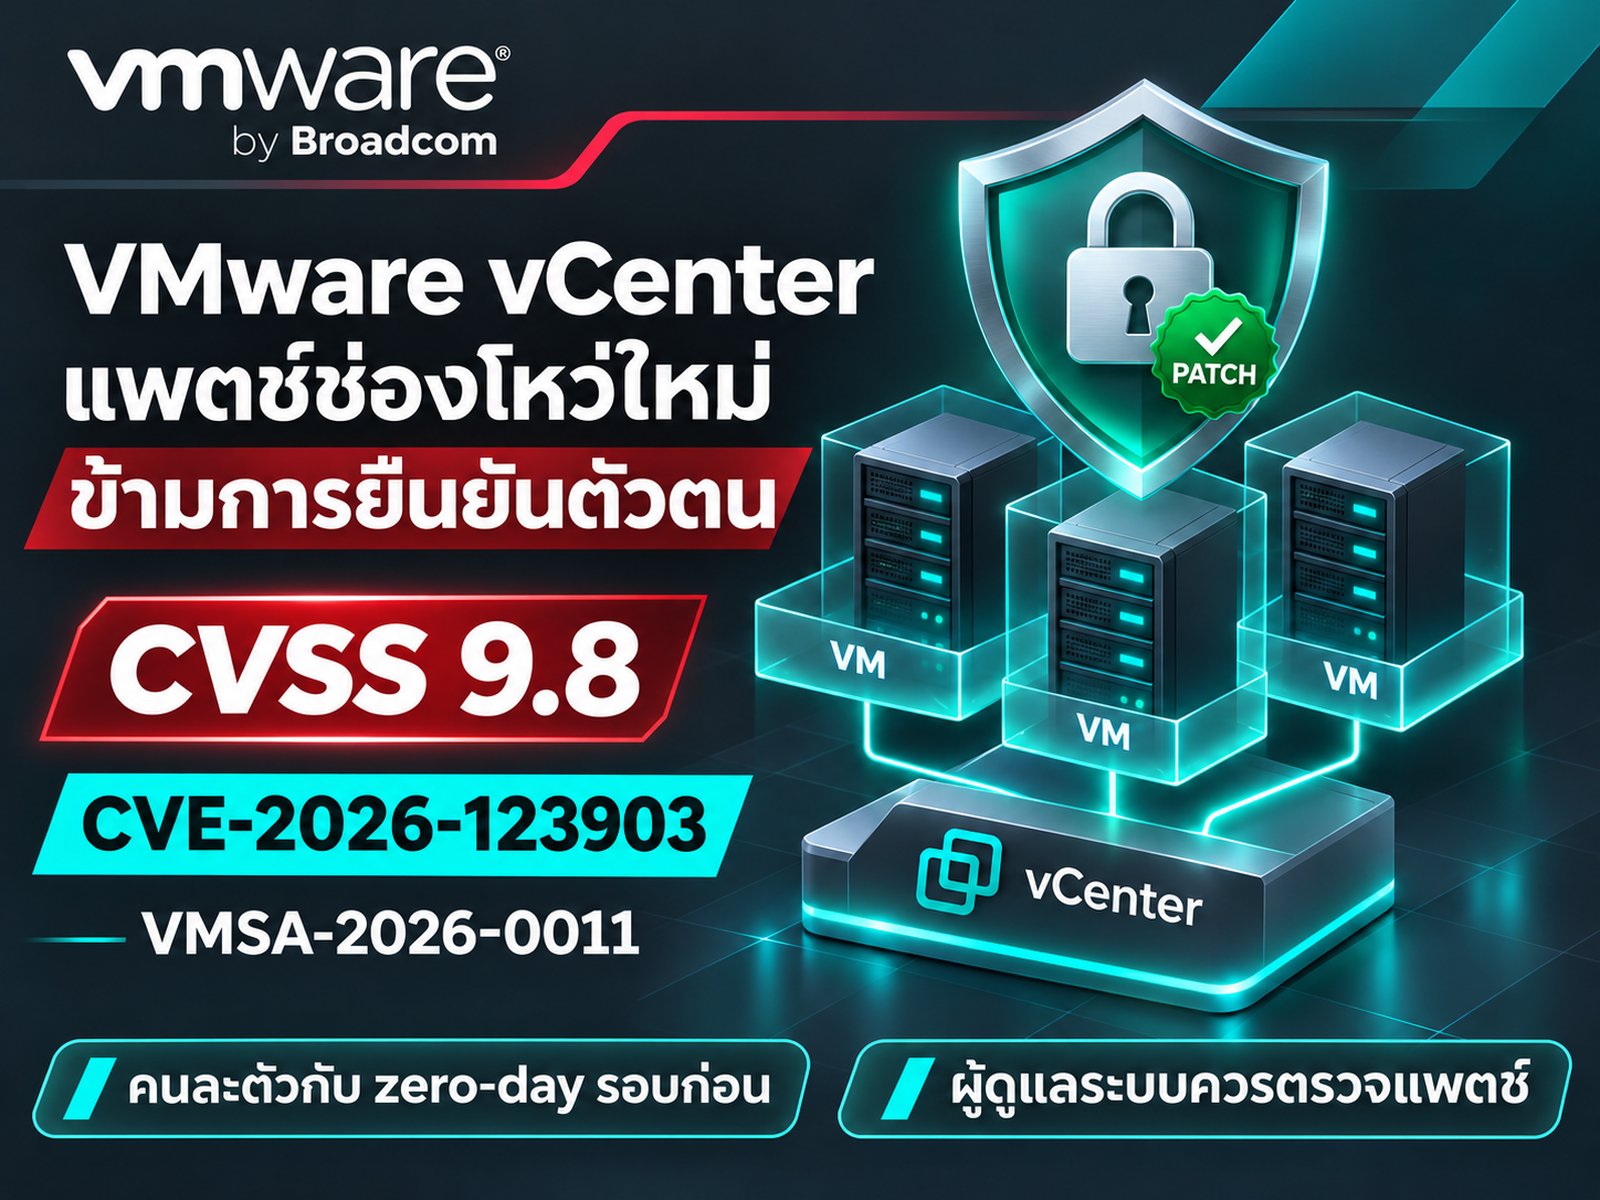 vmware®
by Broadcom
VMware vCenter
แพตช์ช่องโหว่ใหม่
ข้ามการยืนยันตัวตน
CVSS 9.8
CVE-2026-123903
VMSA-2026-0011
PATCH
VM
VM
VM
vCenter
คนละตัวกับ zero-day รอบก่อน
ผู้ดูแลระบบควรตรวจแพตช์